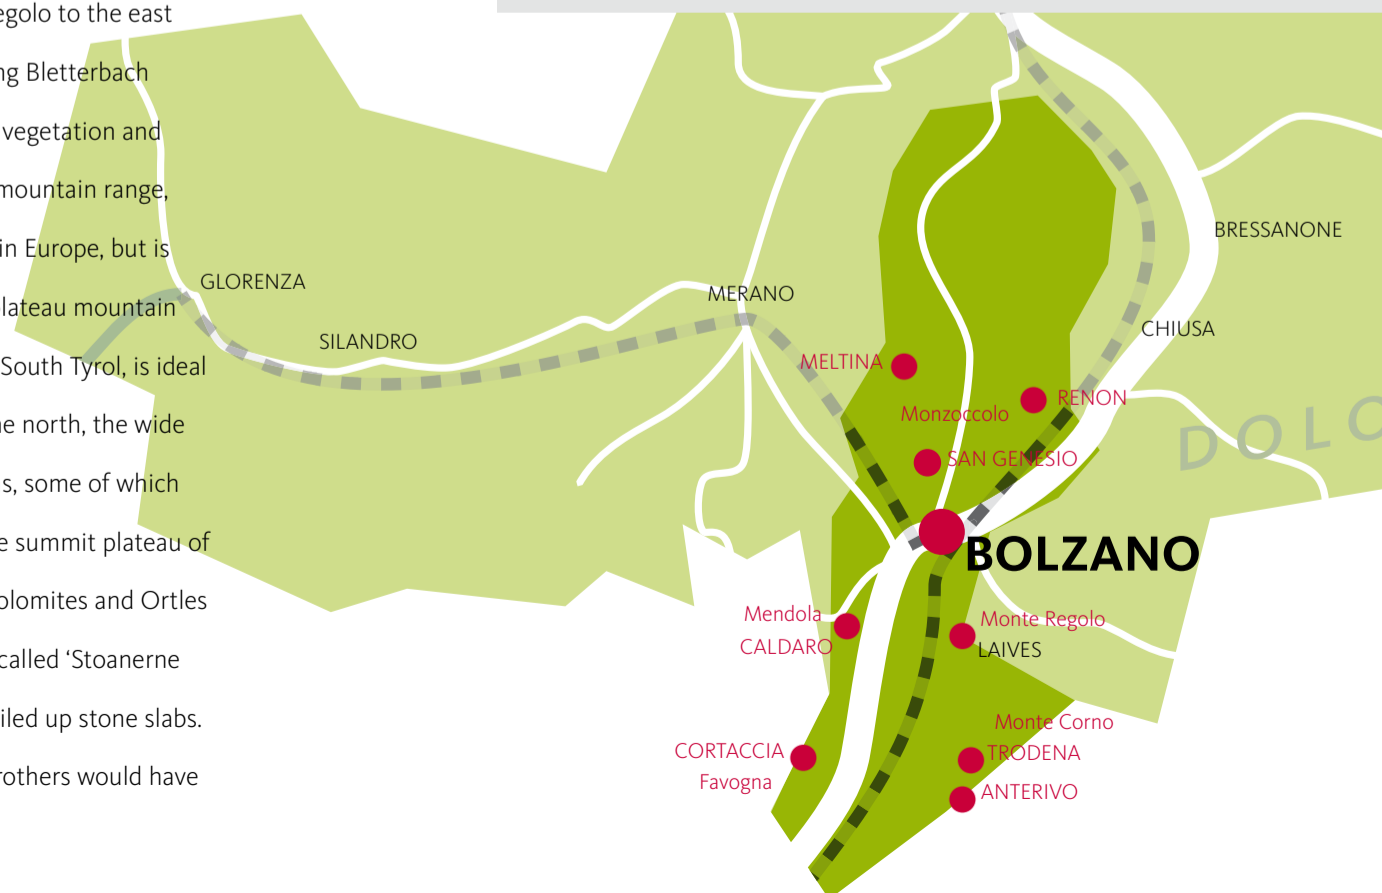 egolo to the east
ng Bletterbach
vegetation and
mountain range,
in Europe, but is
lateau mountain
South Tyrol, is ideal
ne north, the wide
s, some of which
e summit plateau of
olomites and Ortles
called ‘Stoanerne
iled up stone slabs.
rothers would have
BRESSANONE
GLORENZA
MERANO
CHIUSA
SILANDRO
MELTINA
RENON
Monzoccolo
DOLO
SAN GENESIO
BOLZANO
Mendola
CALDARO
Monte Regolo
LAIVES
Monte Corno
TRODENA
CORTACCIA
Favogna
ANTERIVO